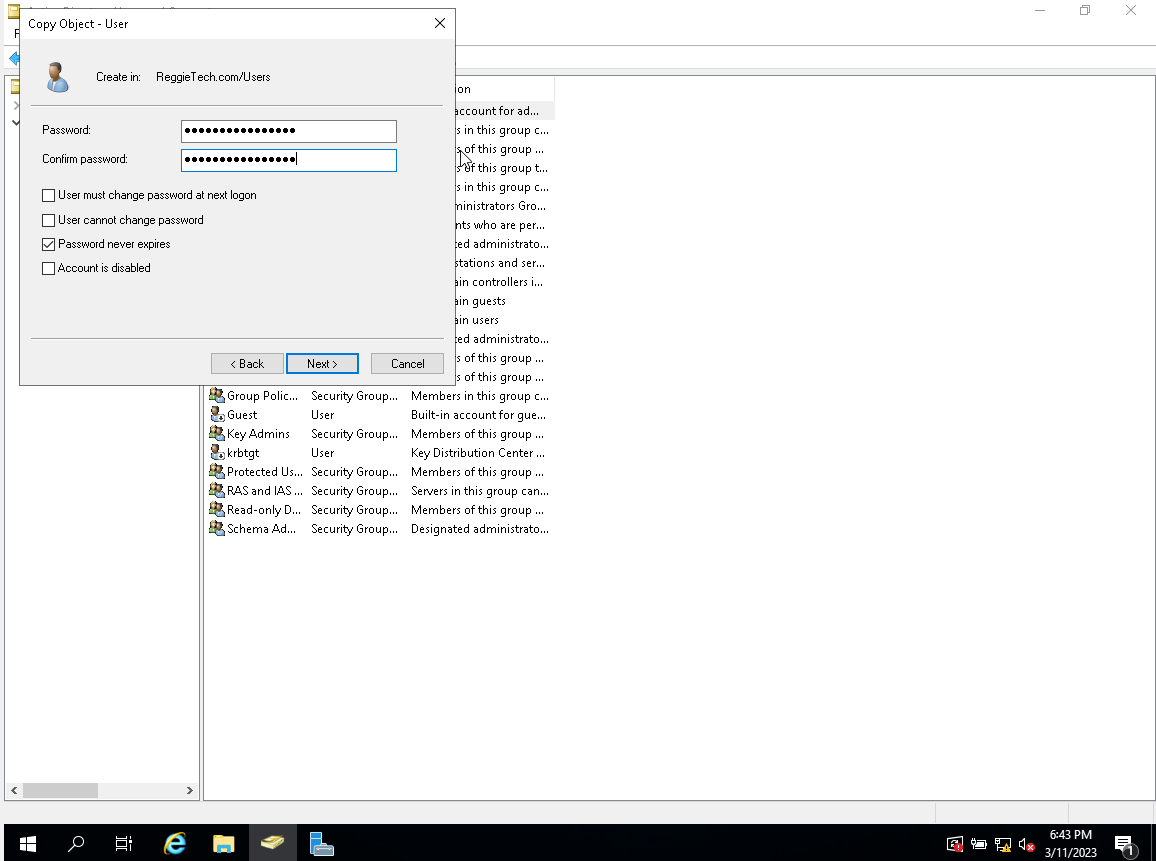 Copy Object - User
Create in: ReggieTech.com/Users
Password: ●●●●●●●●●●●●●●●●
Confirm password: ●●●●●●●●●●●●●●●●
User must change password at next logon
User cannot change password
Password never expires
Account is disabled
< Back Next > Cancel
on
account for ad...
s in this group c...
s of this group ...
s of this group t...
s in this group c...
ministrators Gro...
nts who are per...
ted administrato...
stations and ser...
ain controllers i...
ain guests
ain users
ted administrato...
s of this group ...
s of this group ...
Group Polic... Security Group... Members in this group c...
Guest User Built-in account for gue...
Key Admins Security Group... Members of this group ...
krbtgt User Key Distribution Center ...
Protected Us... Security Group... Members of this group ...
RAS and IAS ... Security Group... Servers in this group can...
Read-only D... Security Group... Members of this group ...
Schema Ad... Security Group... Designated administrato...
6:43 PM
3/11/2023
1